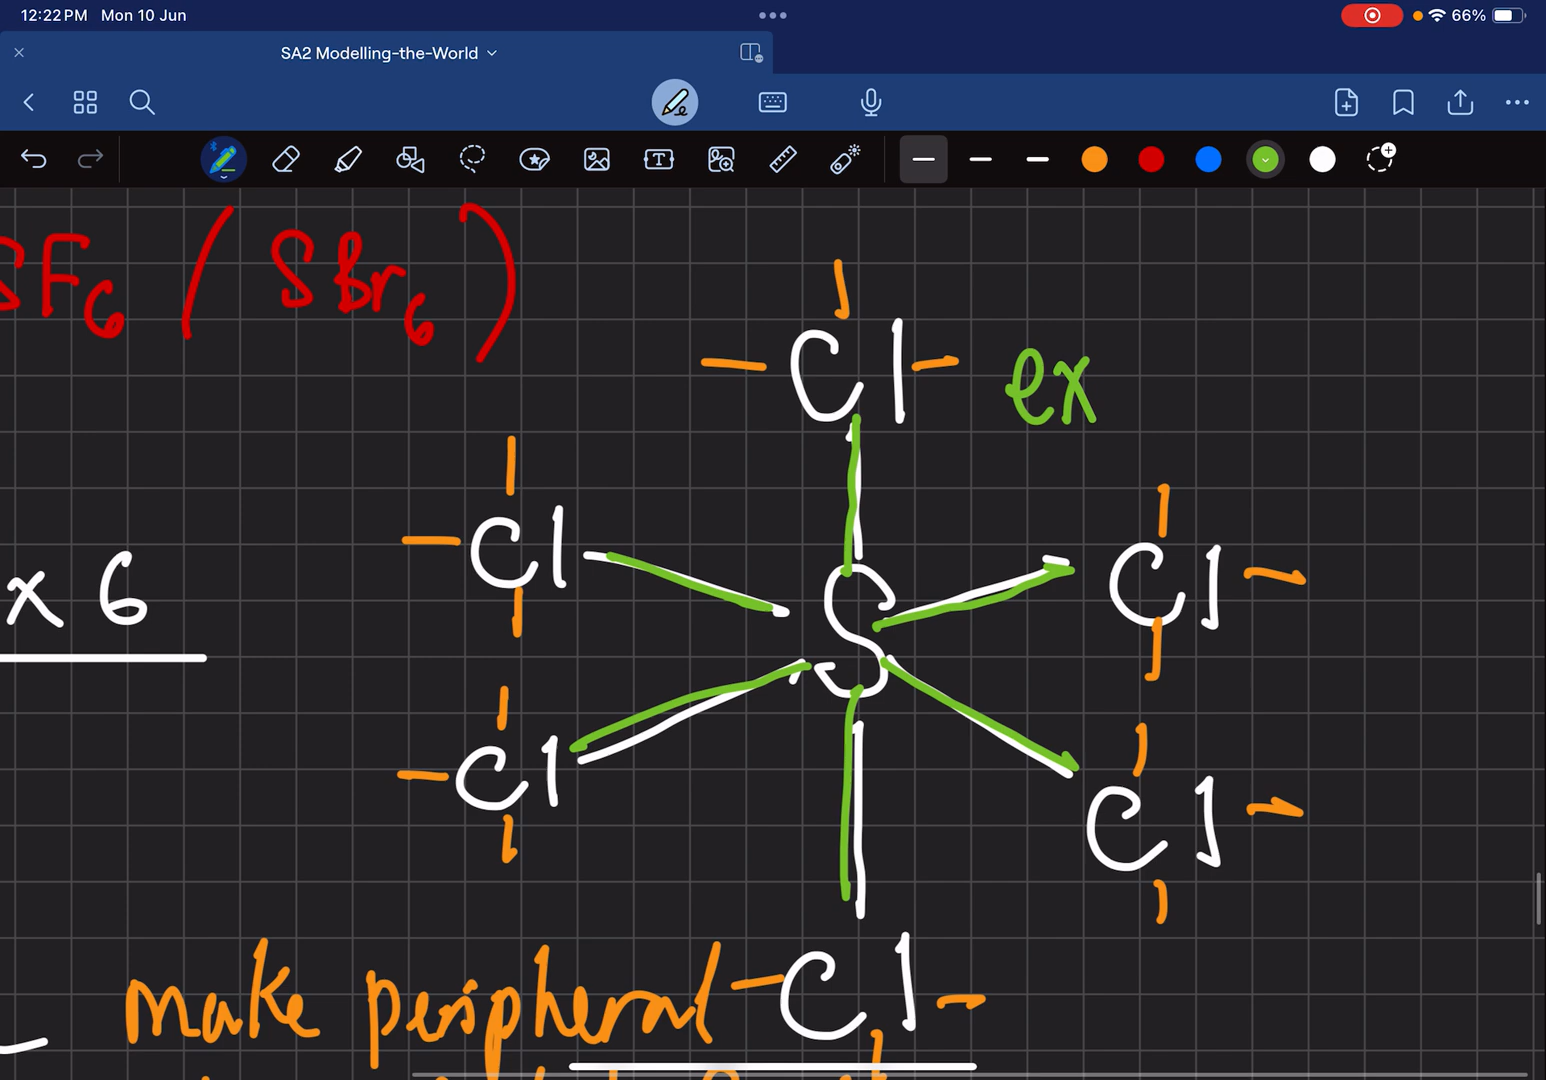 12:22 PM Mon 10 Jun
66%
SA2 Modelling-the-World
SF6 (SBr6)
Cl ex
Cl
Cl
x 6
S
Cl
Cl
make peripheral Cl